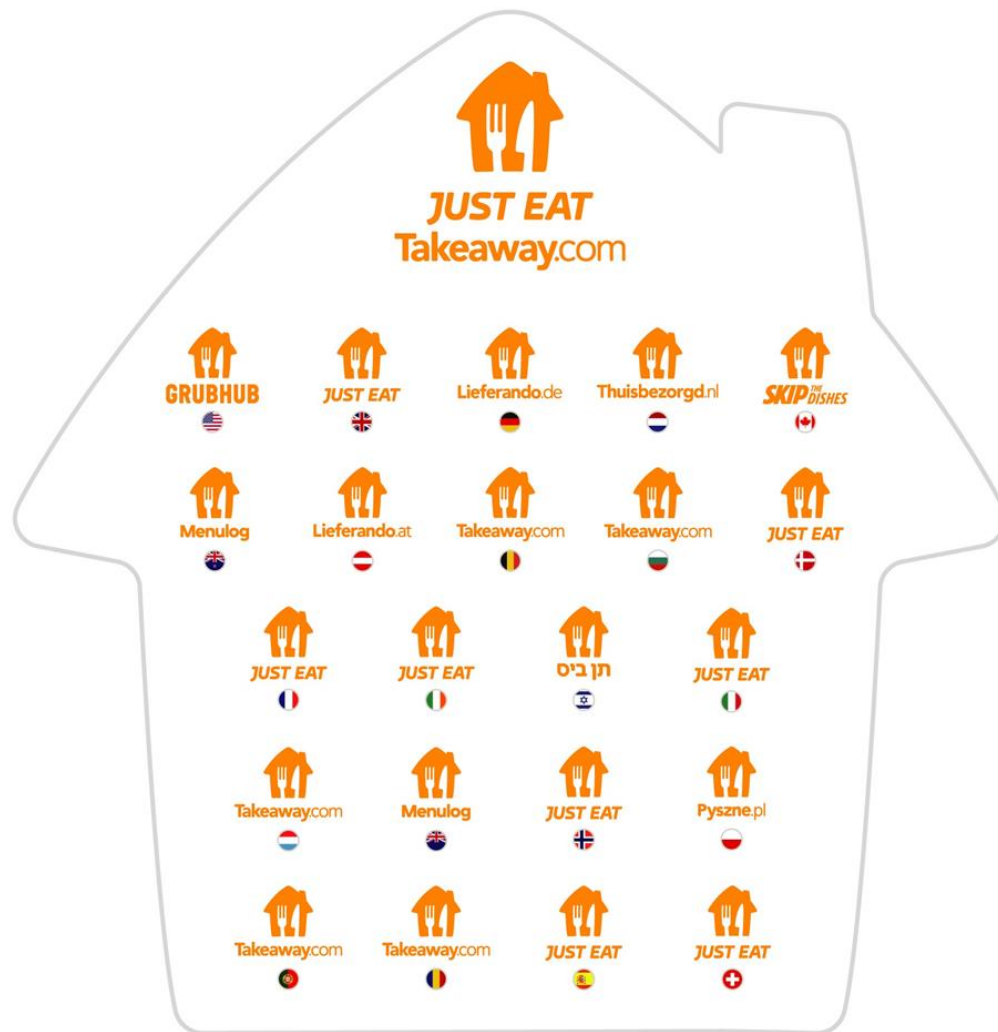 JUST EAT
Takeaway.com
GRUBHUB
JUST EAT
Lieferando.de
Thuisbezorgd.nl
SKIP THE DISHES
Menulog
Lieferando.at
Takeaway.com
Takeaway.com
JUST EAT
JUST EAT
JUST EAT
תן ביס
JUST EAT
Takeaway.com
Menulog
JUST EAT
Pyszne.pl
Takeaway.com
Takeaway.com
JUST EAT
JUST EAT